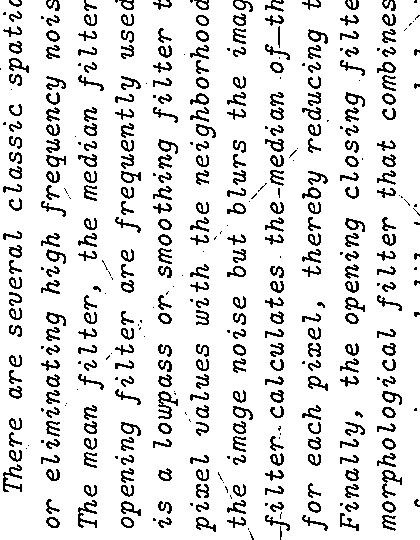 There are several classic spatia
or eliminating high frequency nois
The mean filter, the median filter
opening filter are frequently used
is a lowpass or smoothing filter t
pixel values with the neighborhood
the image noise but blurs the imag
filter calculates the median of th
for each pixel, thereby reducing t
Finally, the opening closing filte
morphological filter that combines